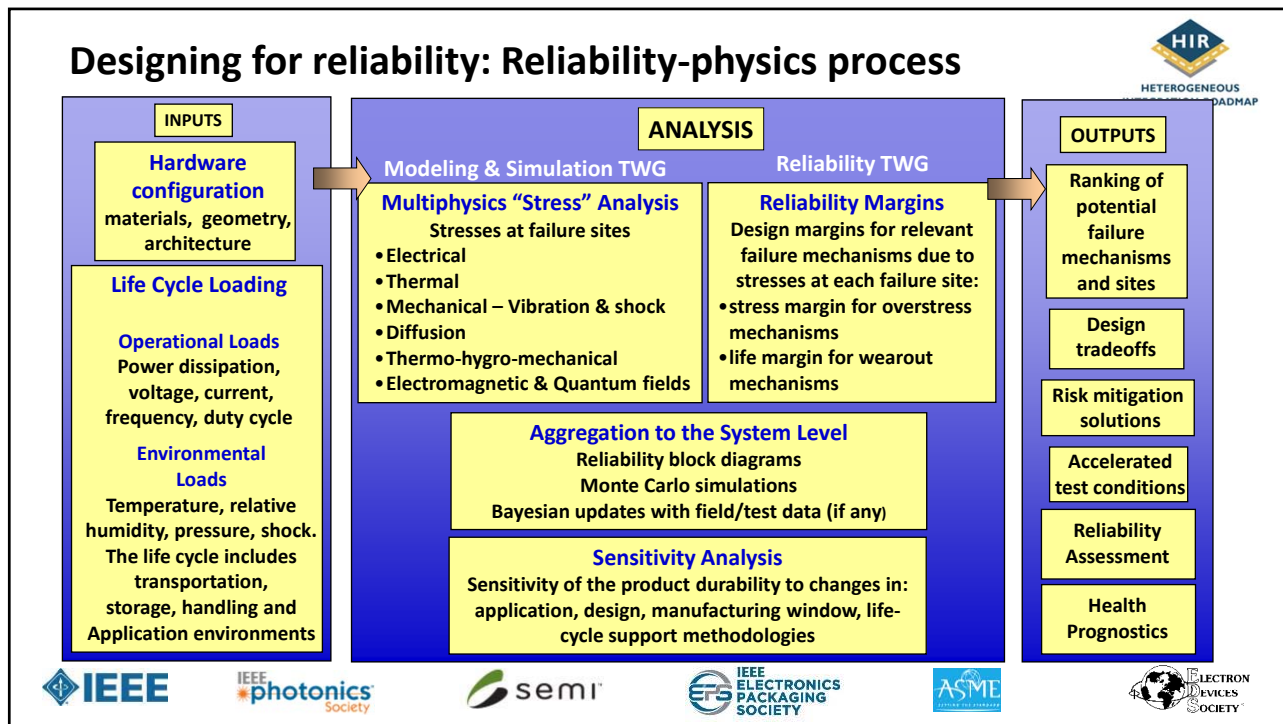 Designing for reliability: Reliability-physics process
HIR
HETEROGENEOUS
INTEGRATION ROADMAP
INPUTS
Hardware
configuration
materials, geometry,
architecture
Life Cycle Loading
Operational Loads
Power dissipation,
voltage, current,
frequency, duty cycle
Environmental
Loads
Temperature, relative
humidity, pressure, shock.
The life cycle includes
transportation,
storage, handling and
Application environments
ANALYSIS
Modeling & Simulation TWG
Multiphysics “Stress” Analysis
Stresses at failure sites
•Electrical
•Thermal
•Mechanical – Vibration & shock
•Diffusion
•Thermo-hygro-mechanical
•Electromagnetic & Quantum fields
Reliability TWG
Reliability Margins
Design margins for relevant
failure mechanisms due to
stresses at each failure site:
•stress margin for overstress
mechanisms
•life margin for wearout
mechanisms
Aggregation to the System Level
Reliability block diagrams
Monte Carlo simulations
Bayesian updates with field/test data (if any)
Sensitivity Analysis
Sensitivity of the product durability to changes in:
application, design, manufacturing window, life-
cycle support methodologies
OUTPUTS
Ranking of
potential
failure
mechanisms
and sites
Design
tradeoffs
Risk mitigation
solutions
Accelerated
test conditions
Reliability
Assessment
Health
Prognostics
IEEE
IEEE
photonics
Society
semi™
EPS
IEEE
ELECTRONICS
PACKAGING
SOCIETY
ASME
SETTING THE STANDARD
ELECTRON
DEVICES
SOCIETY